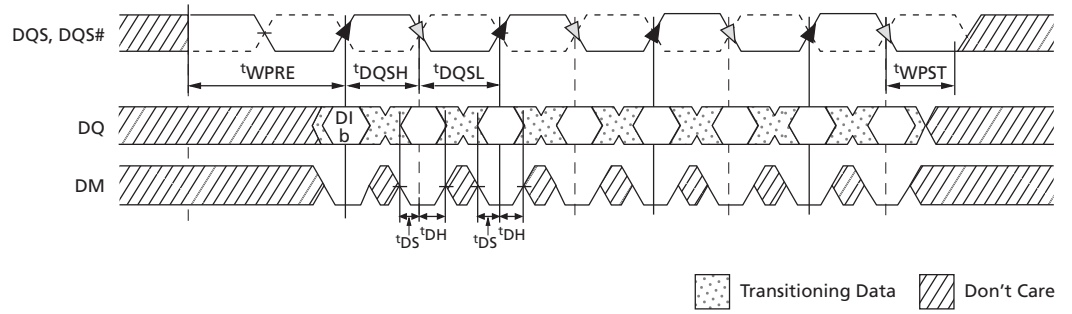 DQS, DQS#
tWPRE tDQSH tDQSL tWPST
DQ
DI
b
DM
tDS tDH tDS tDH
Transitioning Data Don't Care